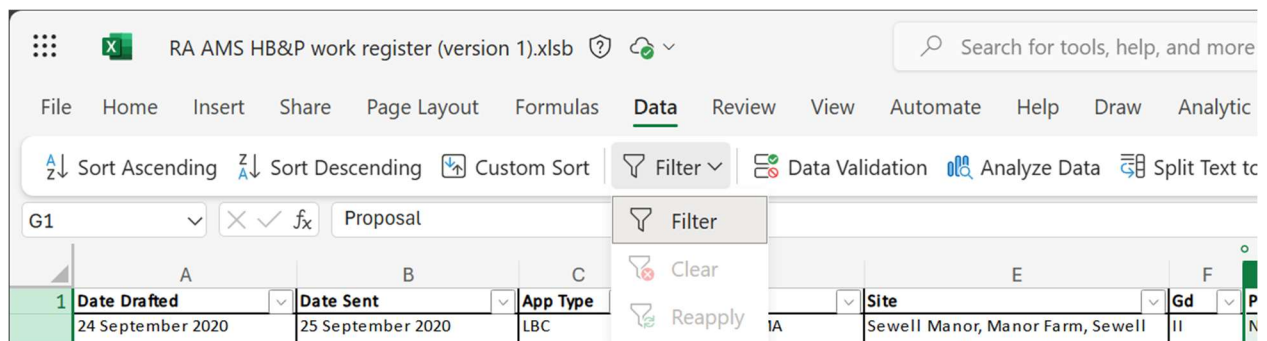 RA AMS HB&P work register (version 1).xlsb
Search for tools, help, and more
File Home Insert Share Page Layout Formulas Data Review View Automate Help Draw Analytic
Sort Ascending Sort Descending Custom Sort Filter Data Validation Analyze Data Split Text to
G1 fx Proposal
Filter
A B C E F
Clear
1 Date Drafted Date Sent App Type Site Gd P
24 September 2020 25 September 2020 LBC MA Sewell Manor, Manor Farm, Sewell II N
Reapply